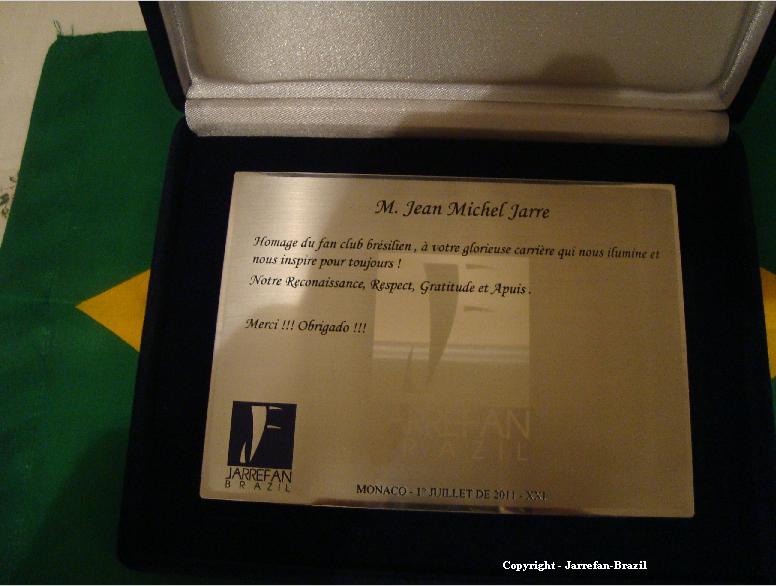 M. Jean Michel Jarre
Homage du fan club brésilien , à votre glorieuse carrière qui nous ilumine et
nous inspire pour toujours !
Notre Reconaissance, Respect, Gratitude et Apuis .
Merci !!! Obrigado !!!
JARREFAN
BRAZIL
JARREFAN
BRAZIL
MONACO - 1º JUILLET DE 2011 - XXI
Copyright - Jarrefan-Brazil